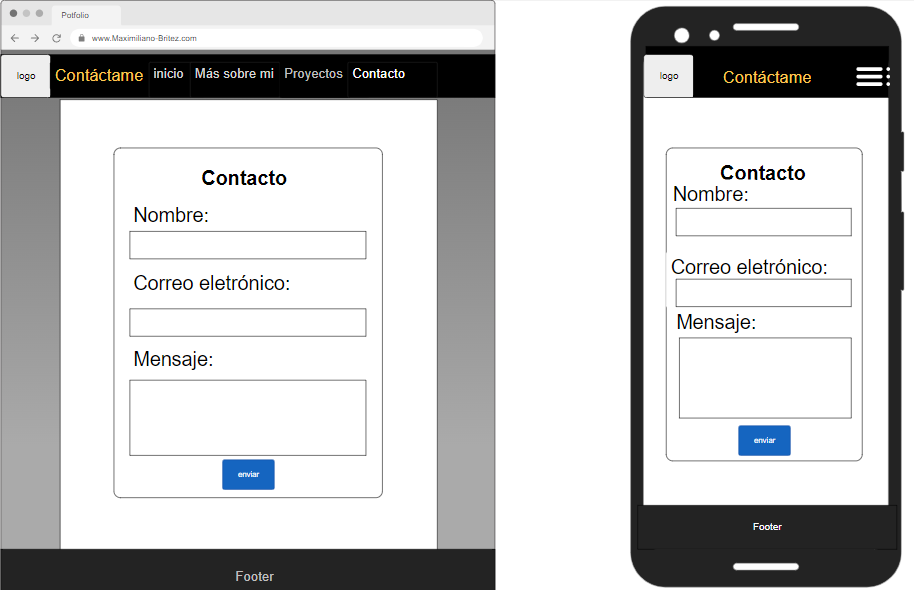 Potfolio
www.Maximiliano-Britez.com
logo
Contáctame
inicio
Más sobre mi
Proyectos
Contacto
Contacto
Nombre:
Correo eletrónico:
Mensaje:
enviar
Footer
logo
Contáctame
Contacto
Nombre:
Correo eletrónico:
Mensaje:
enviar
Footer